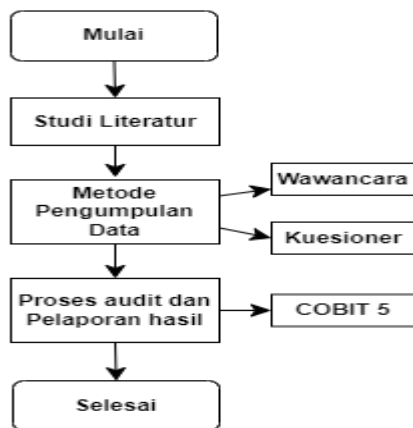 Mulai
Studi Literatur
Metode
Pengumpulan
Data
Wawancara
Kuesioner
Proses audit dan
Pelaporan hasil
COBIT 5
Selesai